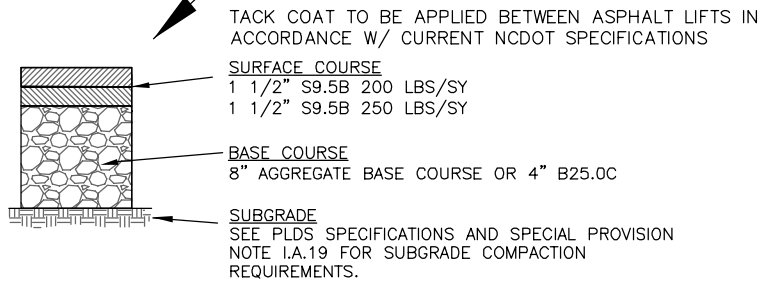 TACK COAT TO BE APPLIED BETWEEN ASPHALT LIFTS IN
ACCORDANCE W/ CURRENT NCDOT SPECIFICATIONS
SURFACE COURSE
1 1/2" S9.5B 200 LBS/SY
1 1/2" S9.5B 250 LBS/SY
BASE COURSE
8" AGGREGATE BASE COURSE OR 4" B25.0C
SUBGRADE
SEE PLDS SPECIFICATIONS AND SPECIAL PROVISION
NOTE I.A.19 FOR SUBGRADE COMPACTION
REQUIREMENTS.